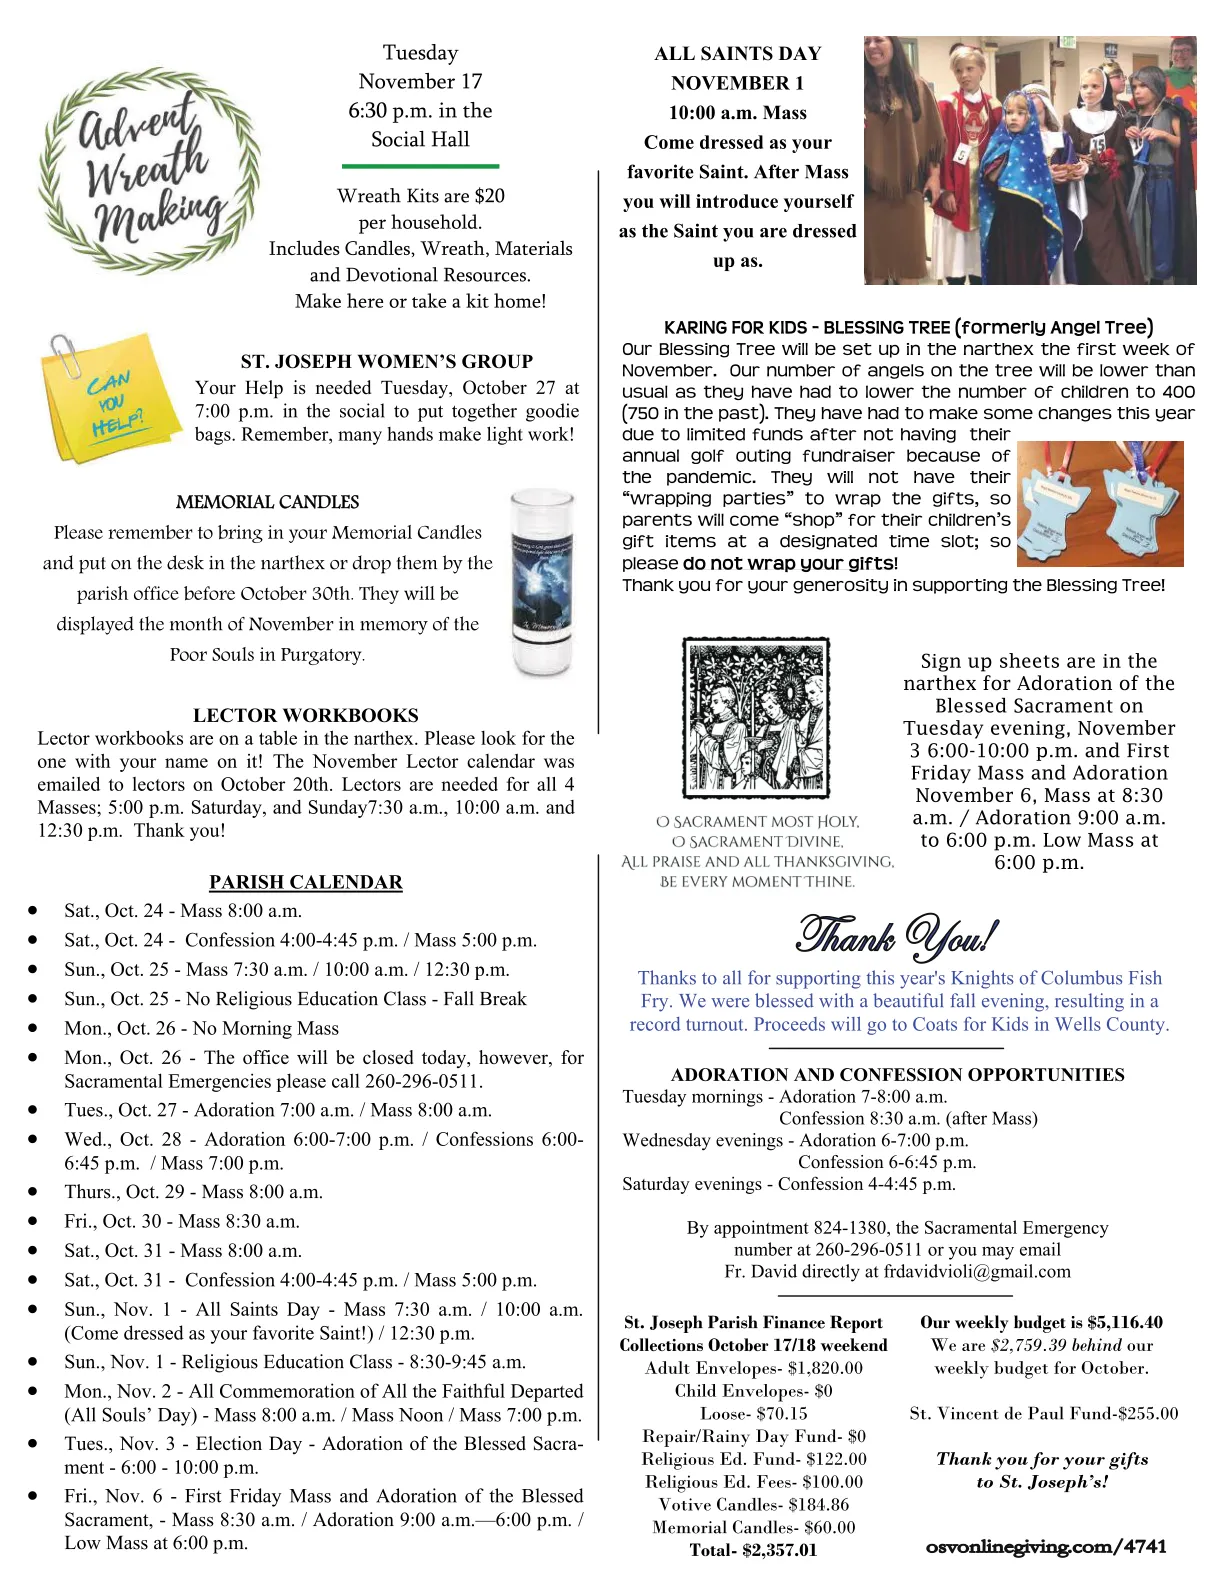 Advent
Wreath
Making
Tuesday
November 17
6:30 p.m. in the
Social Hall
Wreath Kits are $20
per household.
Includes Candles, Wreath, Materials
and Devotional Resources.
Make here or take a kit home!
CAN
YOU
HELP?
ST. JOSEPH WOMEN’S GROUP
Your Help is needed Tuesday, October 27 at
7:00 p.m. in the social to put together goodie
bags. Remember, many hands make light work!
MEMORIAL CANDLES
Please remember to bring in your Memorial Candles
and put on the desk in the narthex or drop them by the
parish office before October 30th. They will be
displayed the month of November in memory of the
Poor Souls in Purgatory.
LECTOR WORKBOOKS
Lector workbooks are on a table in the narthex. Please look for the
one with your name on it! The November Lector calendar was
emailed to lectors on October 20th. Lectors are needed for all 4
Masses; 5:00 p.m. Saturday, and Sunday7:30 a.m., 10:00 a.m. and
12:30 p.m.  Thank you!
PARISH CALENDAR
• Sat., Oct. 24 - Mass 8:00 a.m.
• Sat., Oct. 24 -  Confession 4:00-4:45 p.m. / Mass 5:00 p.m.
• Sun., Oct. 25 - Mass 7:30 a.m. / 10:00 a.m. / 12:30 p.m.
• Sun., Oct. 25 - No Religious Education Class - Fall Break
• Mon., Oct. 26 - No Morning Mass
• Mon., Oct. 26 - The office will be closed today, however, for
Sacramental Emergencies please call 260-296-0511.
• Tues., Oct. 27 - Adoration 7:00 a.m. / Mass 8:00 a.m.
• Wed., Oct. 28 - Adoration 6:00-7:00 p.m. / Confessions 6:00-
6:45 p.m.  / Mass 7:00 p.m.
• Thurs., Oct. 29 - Mass 8:00 a.m.
• Fri., Oct. 30 - Mass 8:30 a.m.
• Sat., Oct. 31 - Mass 8:00 a.m.
• Sat., Oct. 31 -  Confession 4:00-4:45 p.m. / Mass 5:00 p.m.
• Sun., Nov. 1 - All Saints Day - Mass 7:30 a.m. / 10:00 a.m.
(Come dressed as your favorite Saint!) / 12:30 p.m.
• Sun., Nov. 1 - Religious Education Class - 8:30-9:45 a.m.
• Mon., Nov. 2 - All Commemoration of All the Faithful Departed
(All Souls’ Day) - Mass 8:00 a.m. / Mass Noon / Mass 7:00 p.m.
• Tues., Nov. 3 - Election Day - Adoration of the Blessed Sacra-
ment - 6:00 - 10:00 p.m.
• Fri., Nov. 6 - First Friday Mass and Adoration of the Blessed
Sacrament, - Mass 8:30 a.m. / Adoration 9:00 a.m.—6:00 p.m. /
Low Mass at 6:00 p.m.
ALL SAINTS DAY
NOVEMBER 1
10:00 a.m. Mass
Come dressed as your
favorite Saint. After Mass
you will introduce yourself
as the Saint you are dressed
up as.
5
15
KARING FOR KIDS - BLESSING TREE (formerly Angel Tree)
Our Blessing Tree will be set up in the narthex the first week of
November.  Our number of angels on the tree will be lower than
usual as they have had to lower the number of children to 400
(750 in the past). They have had to make some changes this year
due to limited funds after not having  their
annual golf outing fundraiser because of
the pandemic. They will not have their
“wrapping parties” to wrap the gifts, so
parents will come “shop” for their children’s
gift items at a designated time slot; so
please do not wrap your gifts!
Thank you for your generosity in supporting the Blessing Tree!
O Sacrament most Holy,
O Sacrament Divine,
All praise and all thanksgiving,
Be every moment Thine.
Sign up sheets are in the
narthex for Adoration of the
Blessed Sacrament on
Tuesday evening, November
3 6:00-10:00 p.m. and First
Friday Mass and Adoration
November 6, Mass at 8:30
a.m. / Adoration 9:00 a.m.
to 6:00 p.m. Low Mass at
6:00 p.m.
Thank You!
Thanks to all for supporting this year's Knights of Columbus Fish
Fry. We were blessed with a beautiful fall evening, resulting in a
record turnout. Proceeds will go to Coats for Kids in Wells County.
ADORATION AND CONFESSION OPPORTUNITIES
Tuesday mornings - Adoration 7-8:00 a.m.
Confession 8:30 a.m. (after Mass)
Wednesday evenings - Adoration 6-7:00 p.m.
Confession 6-6:45 p.m.
Saturday evenings - Confession 4-4:45 p.m.
By appointment 824-1380, the Sacramental Emergency
number at 260-296-0511 or you may email
Fr. David directly at frdavidvioli@gmail.com
St. Joseph Parish Finance Report
Collections October 17/18 weekend
Adult Envelopes- $1,820.00
Child Envelopes- $0
Loose- $70.15
Repair/Rainy Day Fund- $0
Religious Ed. Fund- $122.00
Religious Ed. Fees- $100.00
Votive Candles- $184.86
Memorial Candles- $60.00
Total- $2,357.01
Our weekly budget is $5,116.40
We are $2,759.39 behind our
weekly budget for October.
St. Vincent de Paul Fund-$255.00
Thank you for your gifts
to St. Joseph’s!
osvonlinegiving.com/4741